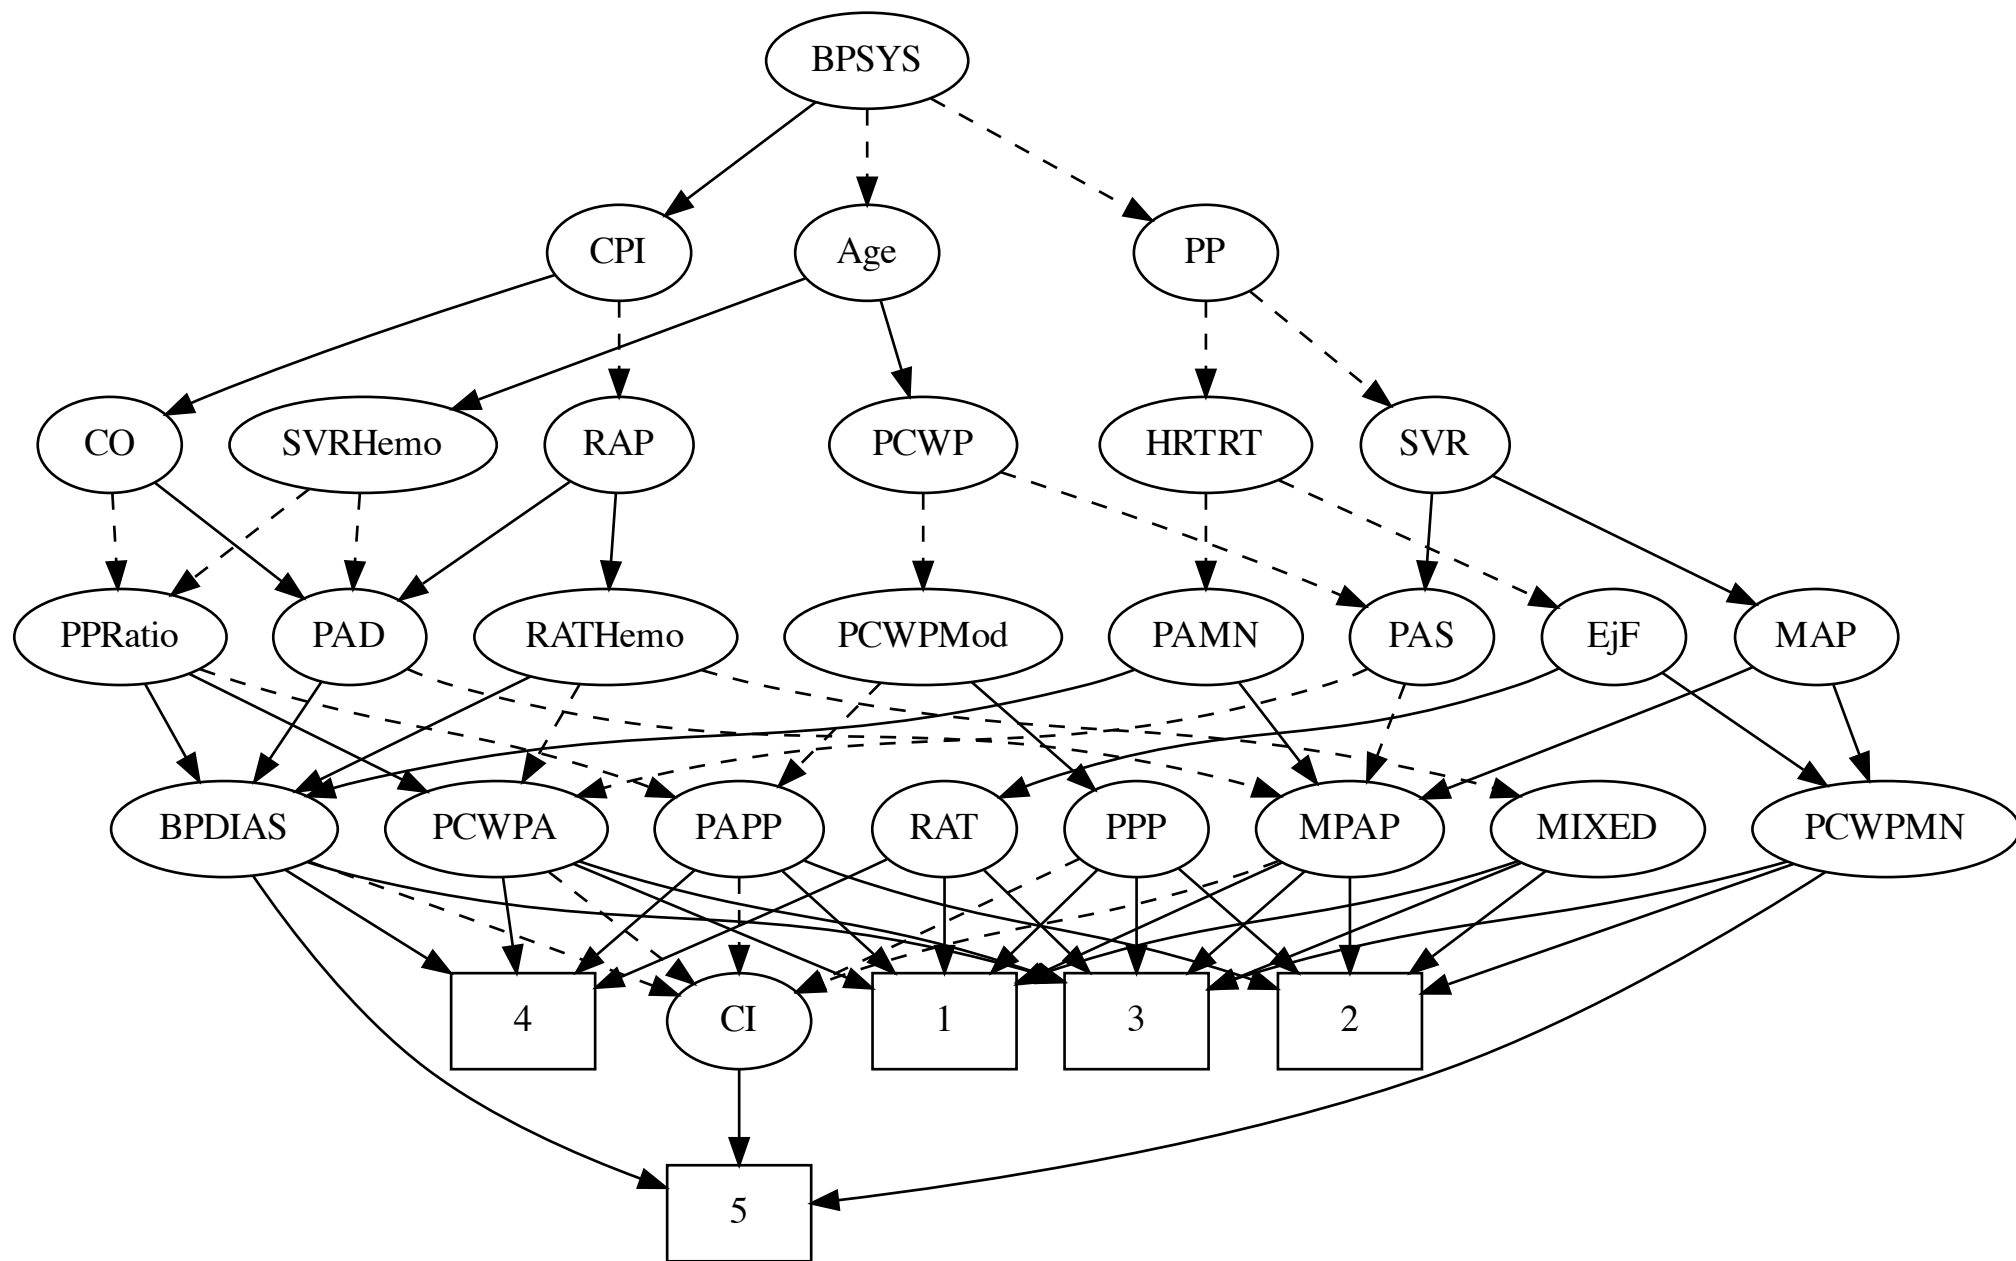 BPSYS
CPI
Age
PP
CO
SVRHemo
RAP
PCWP
HRTRT
SVR
PPRatio
PAD
RATHemo
PCWPMod
PAMN
PAS
EjF
MAP
BPDIAS
PCWPA
PAPP
RAT
PPP
MPAP
MIXED
PCWPMN
4
CI
1
3
2
5